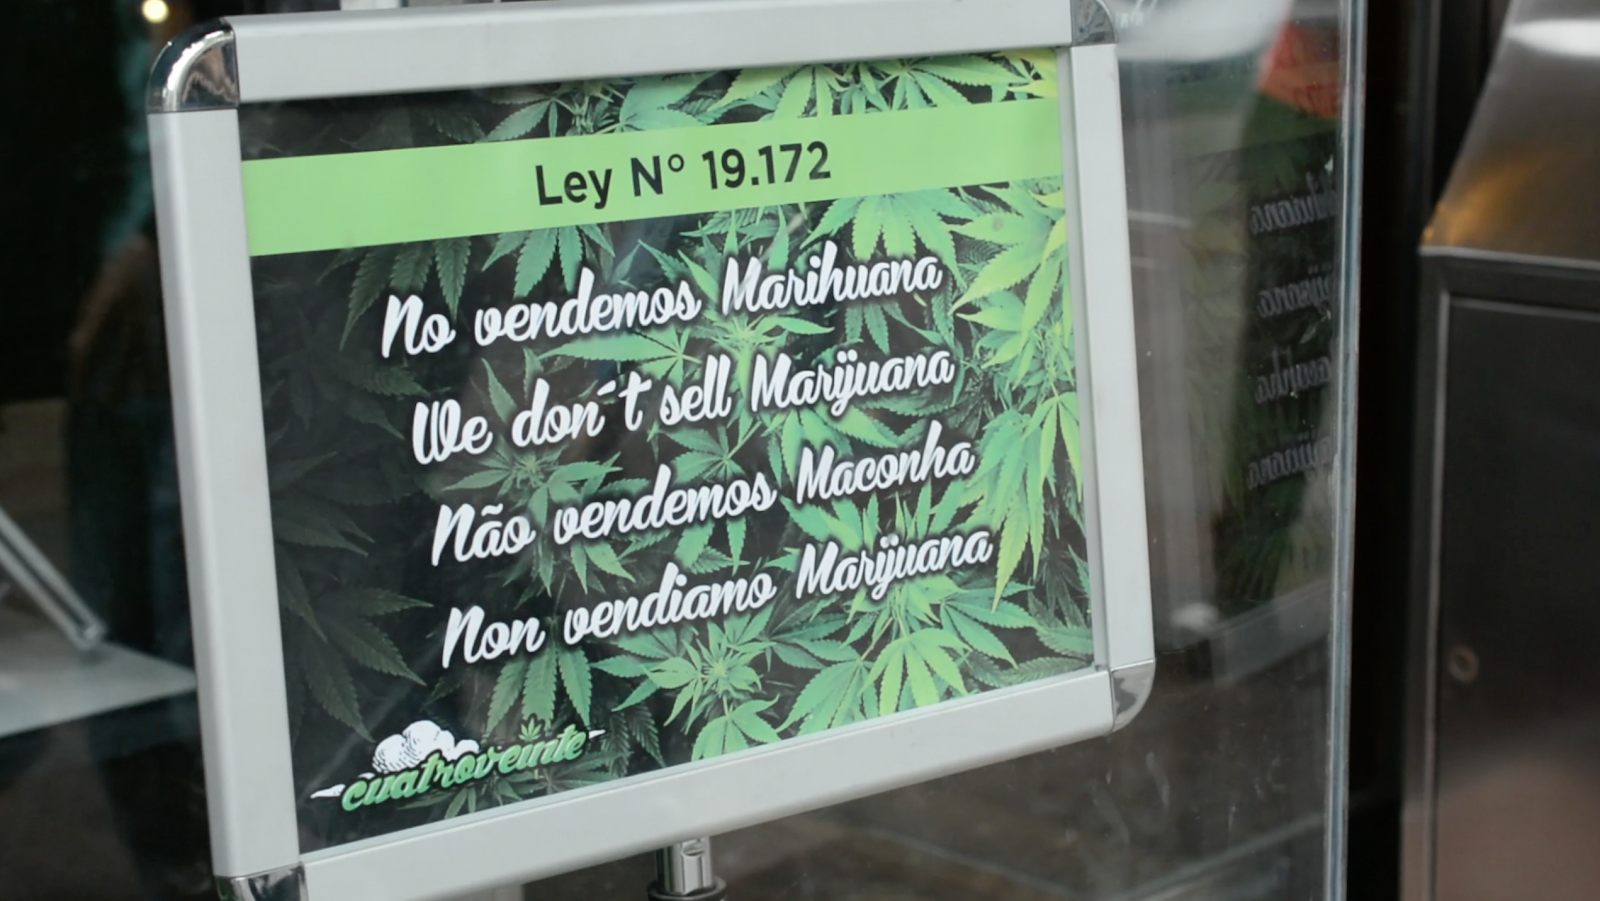 Ley N° 19.172
No vendemos Marihuana
We don´t sell Marijuana
Não vendemos Maconha
Non vendiamo Marijuana
cuatroveinte